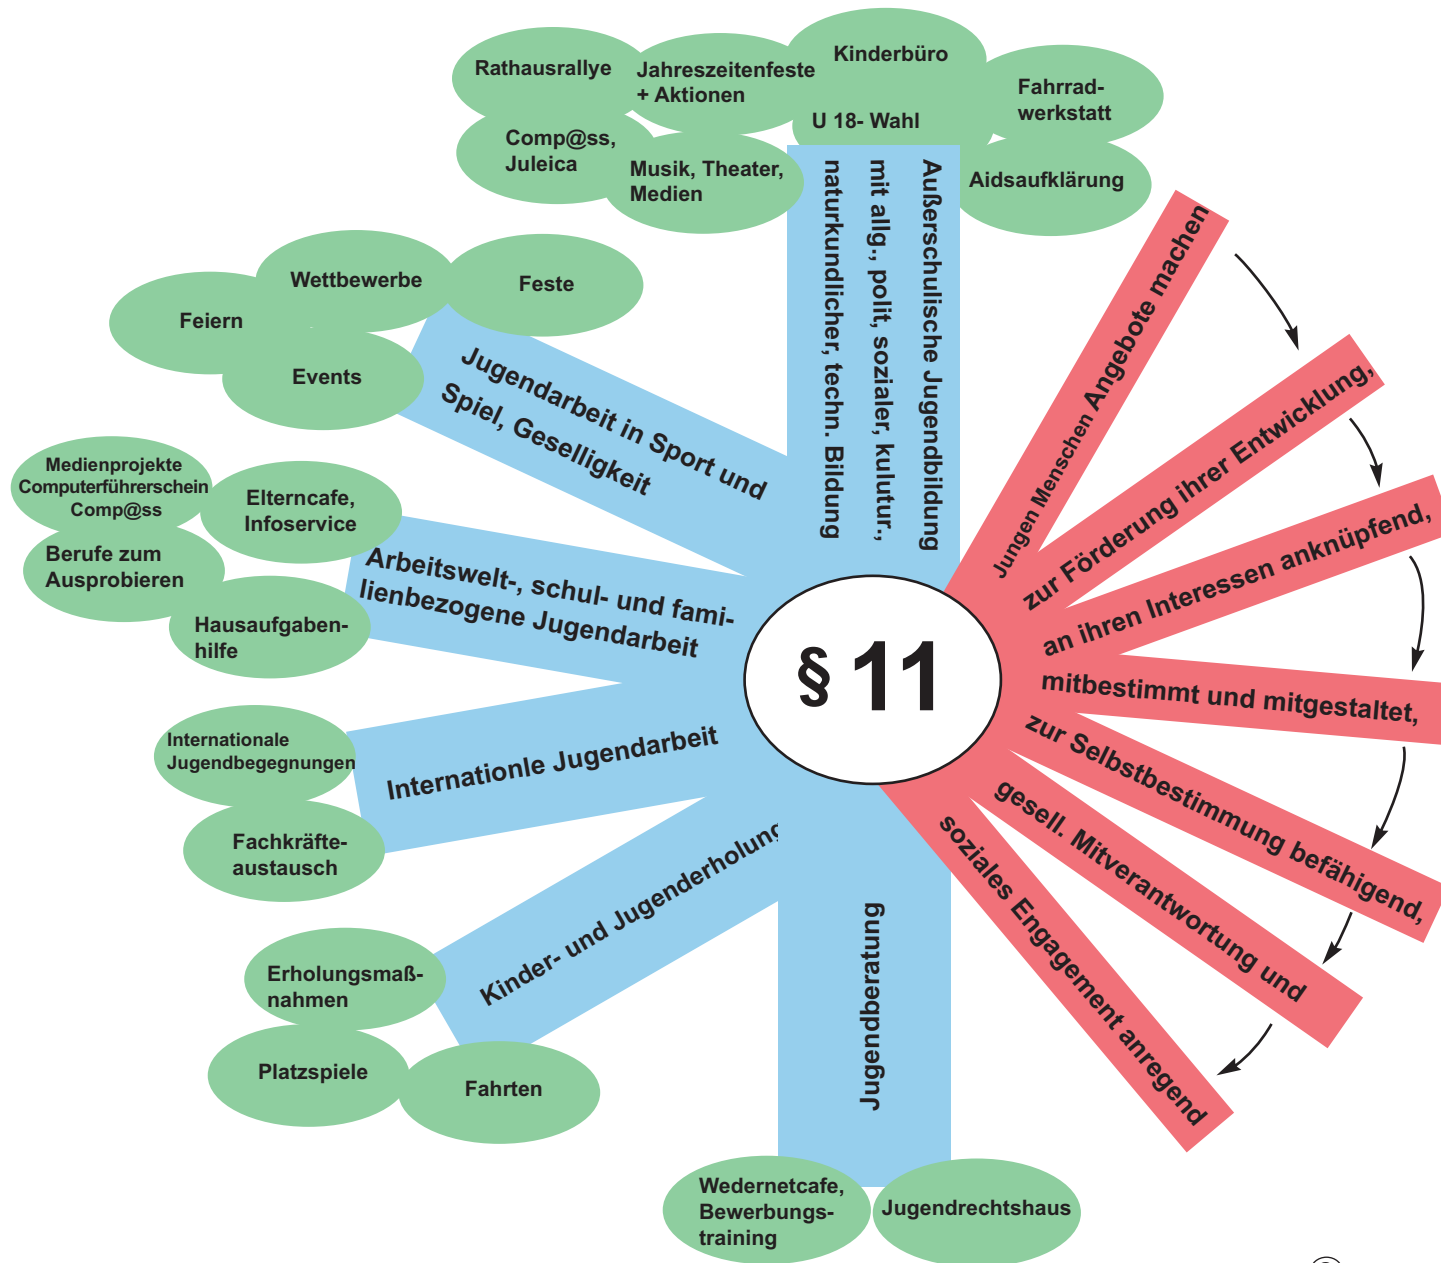 Rathausrallye
Jahreszeitenfeste
+ Aktionen
Kinderbüro
U 18- Wahl
Fahrrad-
werkstatt
Comp@ss,
Juleica
Musik, Theater,
Medien
Aidsaufklärung
Außerschulische Jugendbildung
mit allg., polit, sozialer, kulutur.,
naturkundlicher, techn. Bildung
Wettbewerbe
Feste
Feiern
Events
Jugendarbeit in Sport und
Spiel, Geselligkeit
Medienprojekte
Computerführerschein
Comp@ss
Elterncafe,
Infoservice
Berufe zum
Ausprobieren
Hausaufgaben-
hilfe
Arbeitswelt-, schul- und fami-
lienbezogene Jugendarbeit
Internationale
Jugendbegegnungen
Fachkräfte-
austausch
Internationle Jugendarbeit
Erholungsmaß-
nahmen
Platzspiele
Fahrten
Kinder- und Jugenderholung
Jugendberatung
Wedernetcafe,
Bewerbungs-
training
Jugendrechtshaus
§ 11
Jungen Menschen Angebote machen
zur Förderung ihrer Entwicklung,
an ihren Interessen anknüpfend,
mitbestimmt und mitgestaltet,
zur Selbstbestimmung befähigend,
gesell. Mitverantwortung und
soziales Engagement anregend